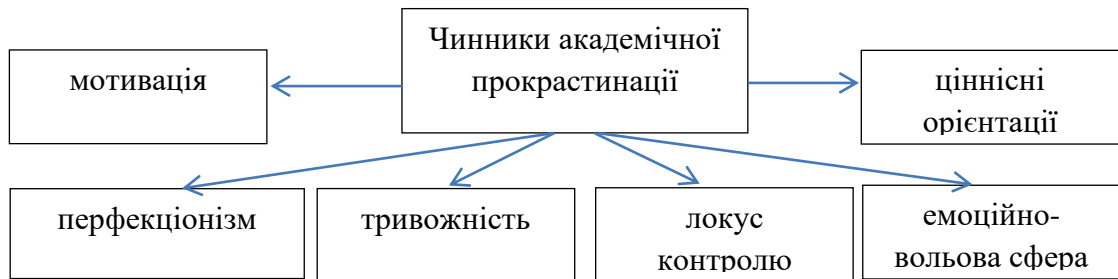 Чинники академічної
прокрастинації
мотивація
ціннісні
орієнтації
перфекціонізм
тривожність
локус
контролю
емоційно-
вольова сфера